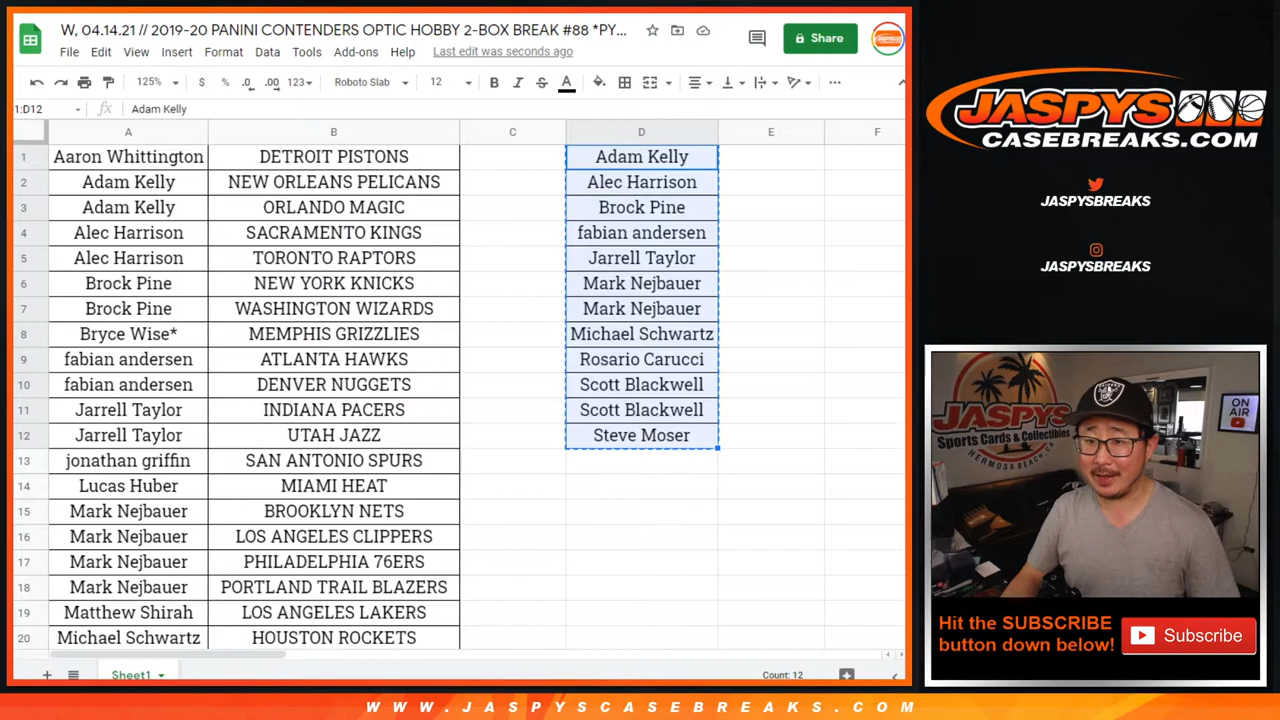 W, 04.14.21 // 2019-20 PANINI CONTENDERS OPTIC HOBBY 2-BOX BREAK #88 *PY...
File Edit View Insert Format Data Tools Add-ons Help Last edit was seconds ago
Share
125% $ % .0 .00 123 Roboto Slab 12 B I S A
1:D12 fx Adam Kelly
A B C D E F
1 Aaron Whittington DETROIT PISTONS Adam Kelly
2 Adam Kelly NEW ORLEANS PELICANS Alec Harrison
3 Adam Kelly ORLANDO MAGIC Brock Pine
4 Alec Harrison SACRAMENTO KINGS fabian andersen
5 Alec Harrison TORONTO RAPTORS Jarrell Taylor
6 Brock Pine NEW YORK KNICKS Mark Nejbauer
7 Brock Pine WASHINGTON WIZARDS Mark Nejbauer
8 Bryce Wise* MEMPHIS GRIZZLIES Michael Schwartz
9 fabian andersen ATLANTA HAWKS Rosario Carucci
10 fabian andersen DENVER NUGGETS Scott Blackwell
11 Jarrell Taylor INDIANA PACERS Scott Blackwell
12 Jarrell Taylor UTAH JAZZ Steve Moser
13 jonathan griffin SAN ANTONIO SPURS
14 Lucas Huber MIAMI HEAT
15 Mark Nejbauer BROOKLYN NETS
16 Mark Nejbauer LOS ANGELES CLIPPERS
17 Mark Nejbauer PHILADELPHIA 76ERS
18 Mark Nejbauer PORTLAND TRAIL BLAZERS
19 Matthew Shirah LOS ANGELES LAKERS
20 Michael Schwartz HOUSTON ROCKETS
Sheet1
Count: 12
JASPYS
CASEBREAKS.COM
JASPYSBREAKS
JASPYSBREAKS
JASPYS
Sports Cards & Collectibles
HERMOSA BEACH, CA
ON AIR
Hit the SUBSCRIBE
button down below!
Subscribe
WWW.JASPYSCASEBREAKS.COM